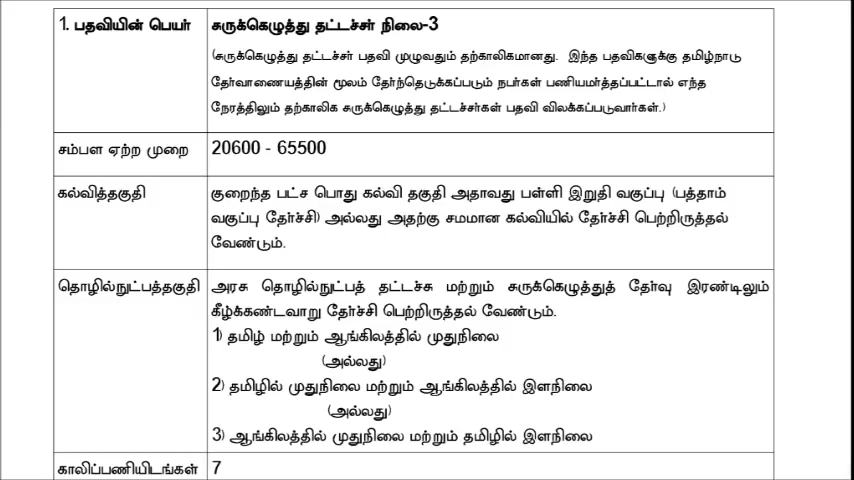 1. பதவியின் பெயர் சுருக்கெழுத்து தட்டச்சர் நிலை-3
(சுருக்கெழுத்து தட்டச்சர் பதவி முழுவதும் தற்காலிகமானது. இந்த பதவிகளுக்கு தமிழ்நாடு
தேர்வாணையத்தின் மூலம் தேர்ந்தெடுக்கப்படும் நபர்கள் பணியமர்த்தப்பட்டால் எந்த
நேரத்திலும் தற்காலிக சுருக்கெழுத்து தட்டச்சர்கள் பதவி விலக்கப்படுவார்கள்.)
சம்பள ஏற்ற முறை 20600 - 65500
கல்வித்தகுதி குறைந்த பட்ச பொது கல்வி தகுதி அதாவது பள்ளி இறுதி வகுப்பு (பத்தாம்
வகுப்பு தேர்ச்சி) அல்லது அதற்கு சமமான கல்வியில் தேர்ச்சி பெற்றிருத்தல்
வேண்டும்.
தொழில்நுட்பத்தகுதி அரசு தொழில்நுட்பத் தட்டச்சு மற்றும் சுருக்கெழுத்துத் தேர்வு இரண்டிலும்
கீழ்க்கண்டவாறு தேர்ச்சி பெற்றிருத்தல் வேண்டும்.
1) தமிழ் மற்றும் ஆங்கிலத்தில் முதுநிலை
(அல்லது)
2) தமிழில் முதுநிலை மற்றும் ஆங்கிலத்தில் இளநிலை
(அல்லது)
3) ஆங்கிலத்தில் முதுநிலை மற்றும் தமிழில் இளநிலை
காலிப்பணியிடங்கள் 7